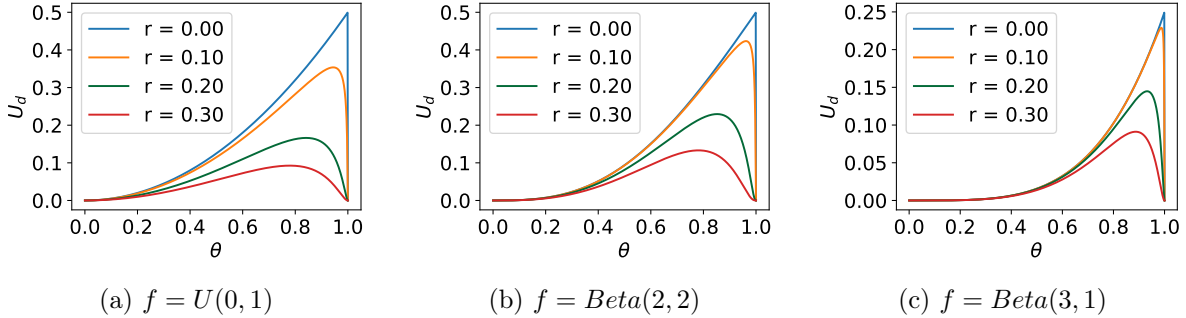 0.5
0.4
0.3
0.2
0.1
0.0
U_d
r = 0.00
r = 0.10
r = 0.20
r = 0.30
0.0 0.2 0.4 0.6 0.8 1.0
θ
(a) f = U(0, 1)
0.5
0.4
0.3
0.2
0.1
0.0
U_d
r = 0.00
r = 0.10
r = 0.20
r = 0.30
0.0 0.2 0.4 0.6 0.8 1.0
θ
(b) f = Beta(2, 2)
0.25
0.20
0.15
0.10
0.05
0.00
U_d
r = 0.00
r = 0.10
r = 0.20
r = 0.30
0.0 0.2 0.4 0.6 0.8 1.0
θ
(c) f = Beta(3, 1)